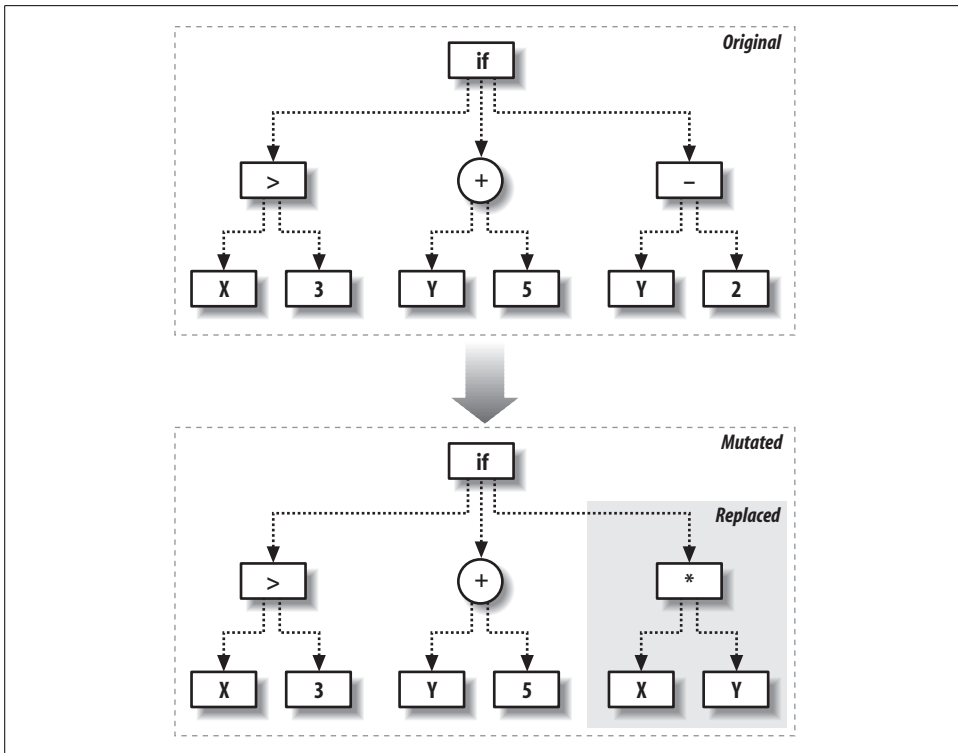 Original
if
> + –
X 3 Y 5 Y 2
Mutated
if
Replaced
> + *
X 3 Y 5 X Y